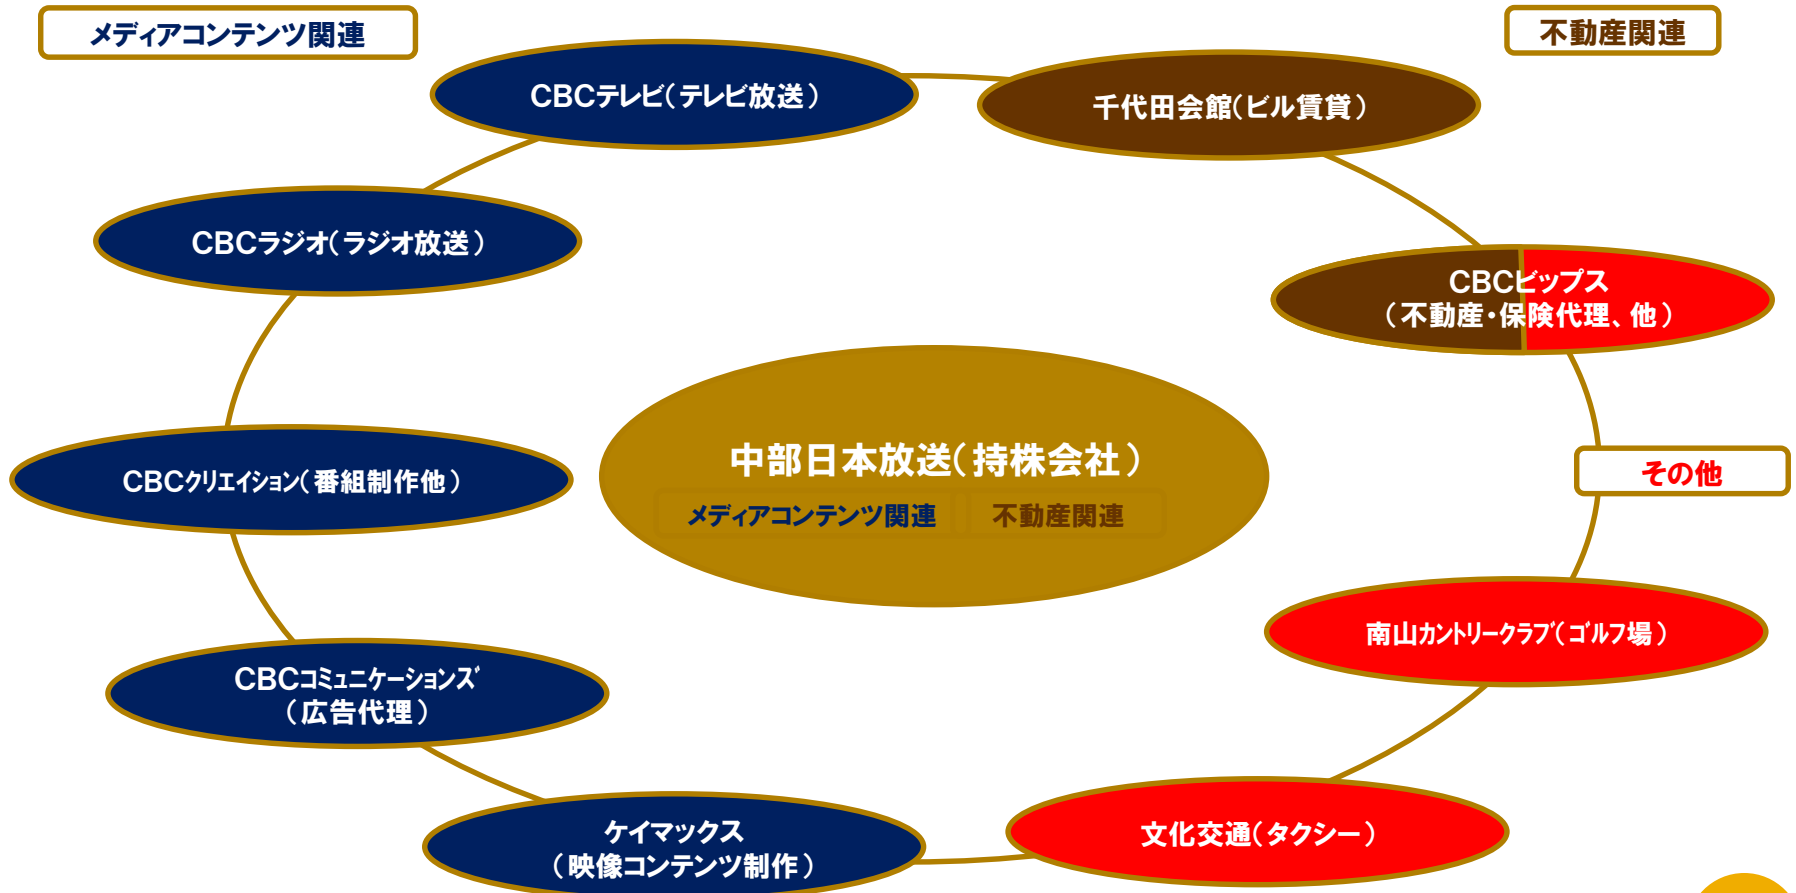 メディアコンテンツ関連
不動産関連
CBCテレビ(テレビ放送)
千代田会館(ビル賃貸)
CBCラジオ(ラジオ放送)
CBCビップス
(不動産・保険代理、他)
中部日本放送(持株会社)
メディアコンテンツ関連
不動産関連
CBCクリエイション(番組制作他)
その他
南山カントリークラブ(ゴルフ場)
CBCコミュニケーションズ
(広告代理)
ケイマックス
(映像コンテンツ制作)
文化交通(タクシー)